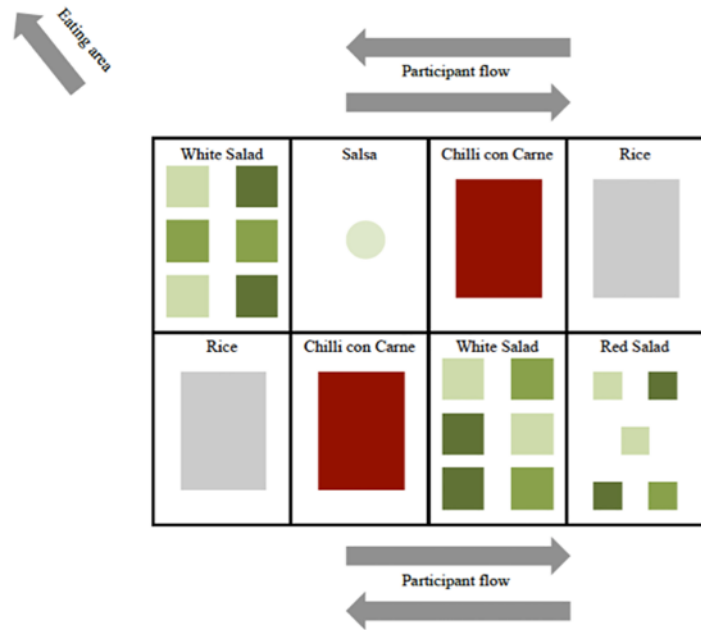 Eating area
Participant flow
White Salad
Salsa
Chilli con Carne
Rice
Rice
Chilli con Carne
White Salad
Red Salad
Participant flow